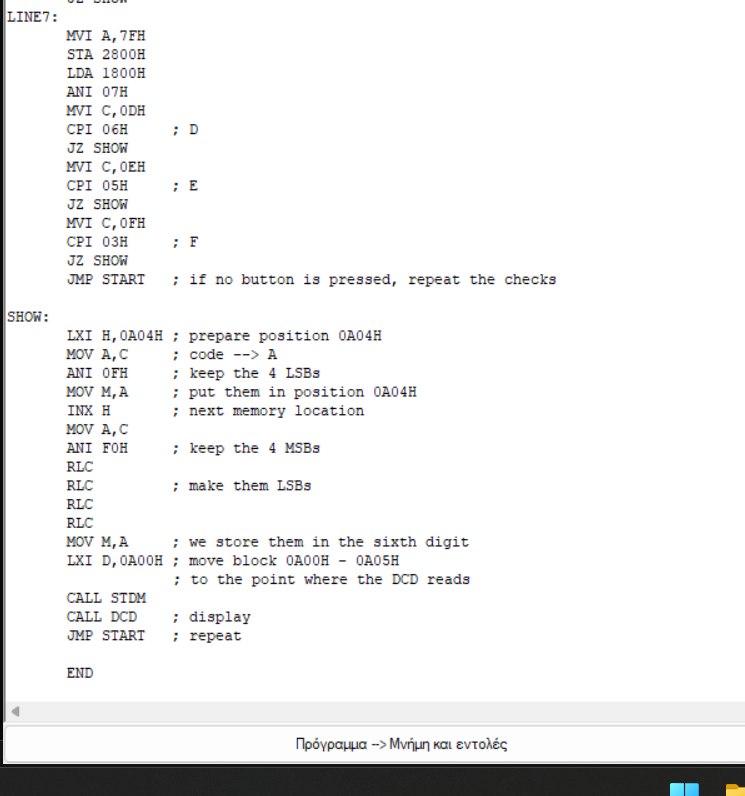 JZ SHOW
LINE7:
MVI A,7FH
STA 2800H
LDA 1800H
ANI 07H
MVI C,0DH
CPI 06H ; D
JZ SHOW
MVI C,0EH
CPI 05H ; E
JZ SHOW
MVI C,0FH
CPI 03H ; F
JZ SHOW
JMP START ; if no button is pressed, repeat the checks
SHOW:
LXI H,0A04H ; prepare position 0A04H
MOV A,C ; code --> A
ANI 0FH ; keep the 4 LSBs
MOV M,A ; put them in position 0A04H
INX H ; next memory location
MOV A,C
ANI F0H ; keep the 4 MSBs
RLC
RLC ; make them LSBs
RLC
RLC
MOV M,A ; we store them in the sixth digit
LXI D,0A00H ; move block 0A00H - 0A05H
; to the point where the DCD reads
CALL STDM
CALL DCD ; display
JMP START ; repeat
END
Πρόγραμμα --> Μνήμη και εντολές